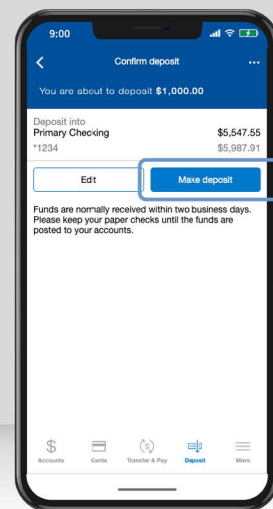 9:00
Confirm deposit
You are about to deposit $1,000.00
Deposit into
Primary Checking $5,547.55
*1234 $5,987.91
Edit Make deposit
Funds are normally received within two business days.
Please keep your paper checks until the funds are
posted to your accounts.
Accounts Cards Transfer & Pay Deposit More